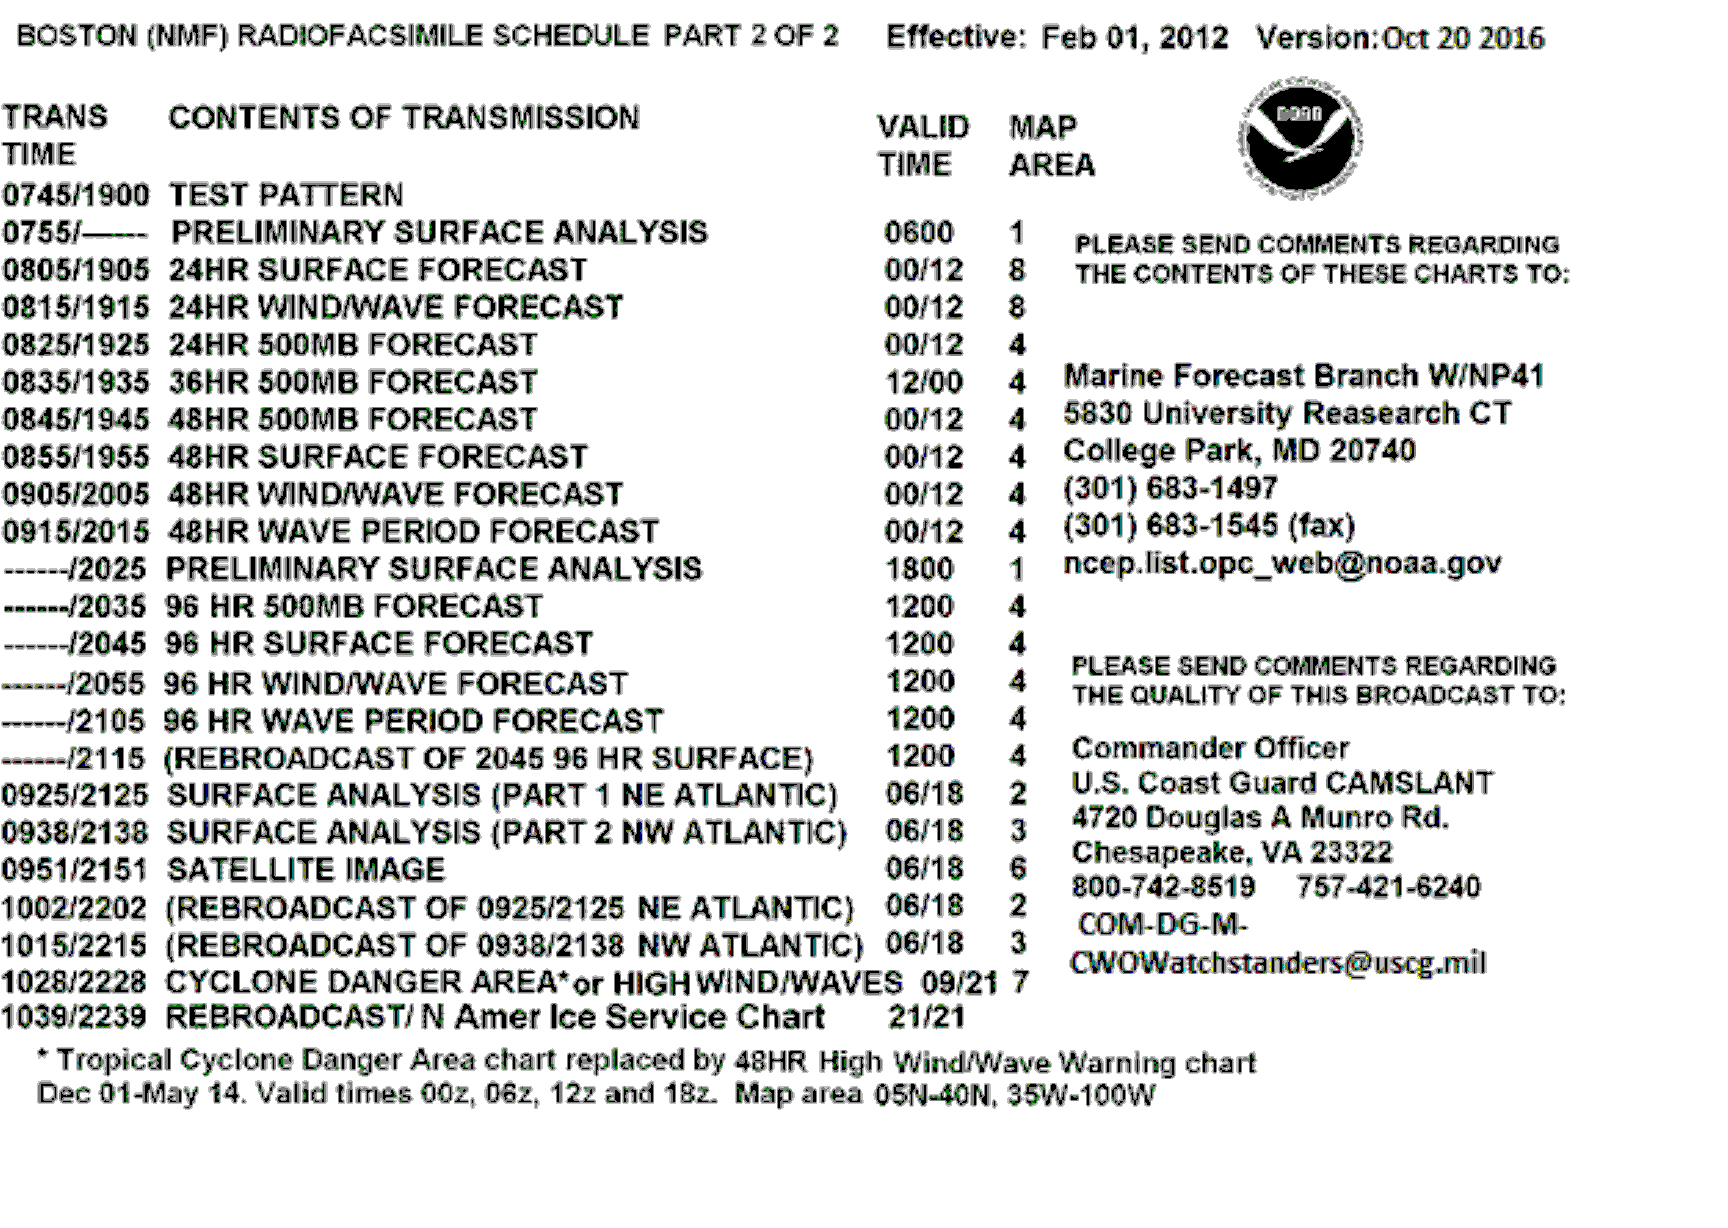 BOSTON (NMF) RADIOFACSIMILE SCHEDULE PART 2 OF 2 Effective: Feb 01, 2012 Version:Oct 20 2016
TRANS TIME CONTENTS OF TRANSMISSION VALID TIME MAP AREA
0745/1900 TEST PATTERN
0755/------ PRELIMINARY SURFACE ANALYSIS 0600 1
0805/1905 24HR SURFACE FORECAST 00/12 8
0815/1915 24HR WIND/WAVE FORECAST 00/12 8
0825/1925 24HR 500MB FORECAST 00/12 4
0835/1935 36HR 500MB FORECAST 12/00 4
0845/1945 48HR 500MB FORECAST 00/12 4
0855/1955 48HR SURFACE FORECAST 00/12 4
0905/2005 48HR WIND/WAVE FORECAST 00/12 4
0915/2015 48HR WAVE PERIOD FORECAST 00/12 4
------/2025 PRELIMINARY SURFACE ANALYSIS 1800 1
------/2035 96 HR 500MB FORECAST 1200 4
------/2045 96 HR SURFACE FORECAST 1200 4
------/2055 96 HR WIND/WAVE FORECAST 1200 4
------/2105 96 HR WAVE PERIOD FORECAST 1200 4
------/2115 (REBROADCAST OF 2045 96 HR SURFACE) 1200 4
0925/2125 SURFACE ANALYSIS (PART 1 NE ATLANTIC) 06/18 2
0938/2138 SURFACE ANALYSIS (PART 2 NW ATLANTIC) 06/18 3
0951/2151 SATELLITE IMAGE 06/18 6
1002/2202 (REBROADCAST OF 0925/2125 NE ATLANTIC) 06/18 2
1015/2215 (REBROADCAST OF 0938/2138 NW ATLANTIC) 06/18 3
1028/2228 CYCLONE DANGER AREA* or HIGH WIND/WAVES 09/21 7
1039/2239 REBROADCAST/ N Amer Ice Service Chart 21/21
* Tropical Cyclone Danger Area chart replaced by 48HR High Wind/Wave Warning chart
Dec 01-May 14. Valid times 00z, 06z, 12z and 18z. Map area 05N-40N, 35W-100W
PLEASE SEND COMMENTS REGARDING
THE CONTENTS OF THESE CHARTS TO:
Marine Forecast Branch W/NP41
5830 University Reasearch CT
College Park, MD 20740
(301) 683-1497
(301) 683-1545 (fax)
ncep.list.opc_web@noaa.gov
PLEASE SEND COMMENTS REGARDING
THE QUALITY OF THIS BROADCAST TO:
Commander Officer
U.S. Coast Guard CAMSLANT
4720 Douglas A Munro Rd.
Chesapeake, VA 23322
800-742-8519 757-421-6240
COM-DG-M-
CWOWatchstanders@uscg.mil